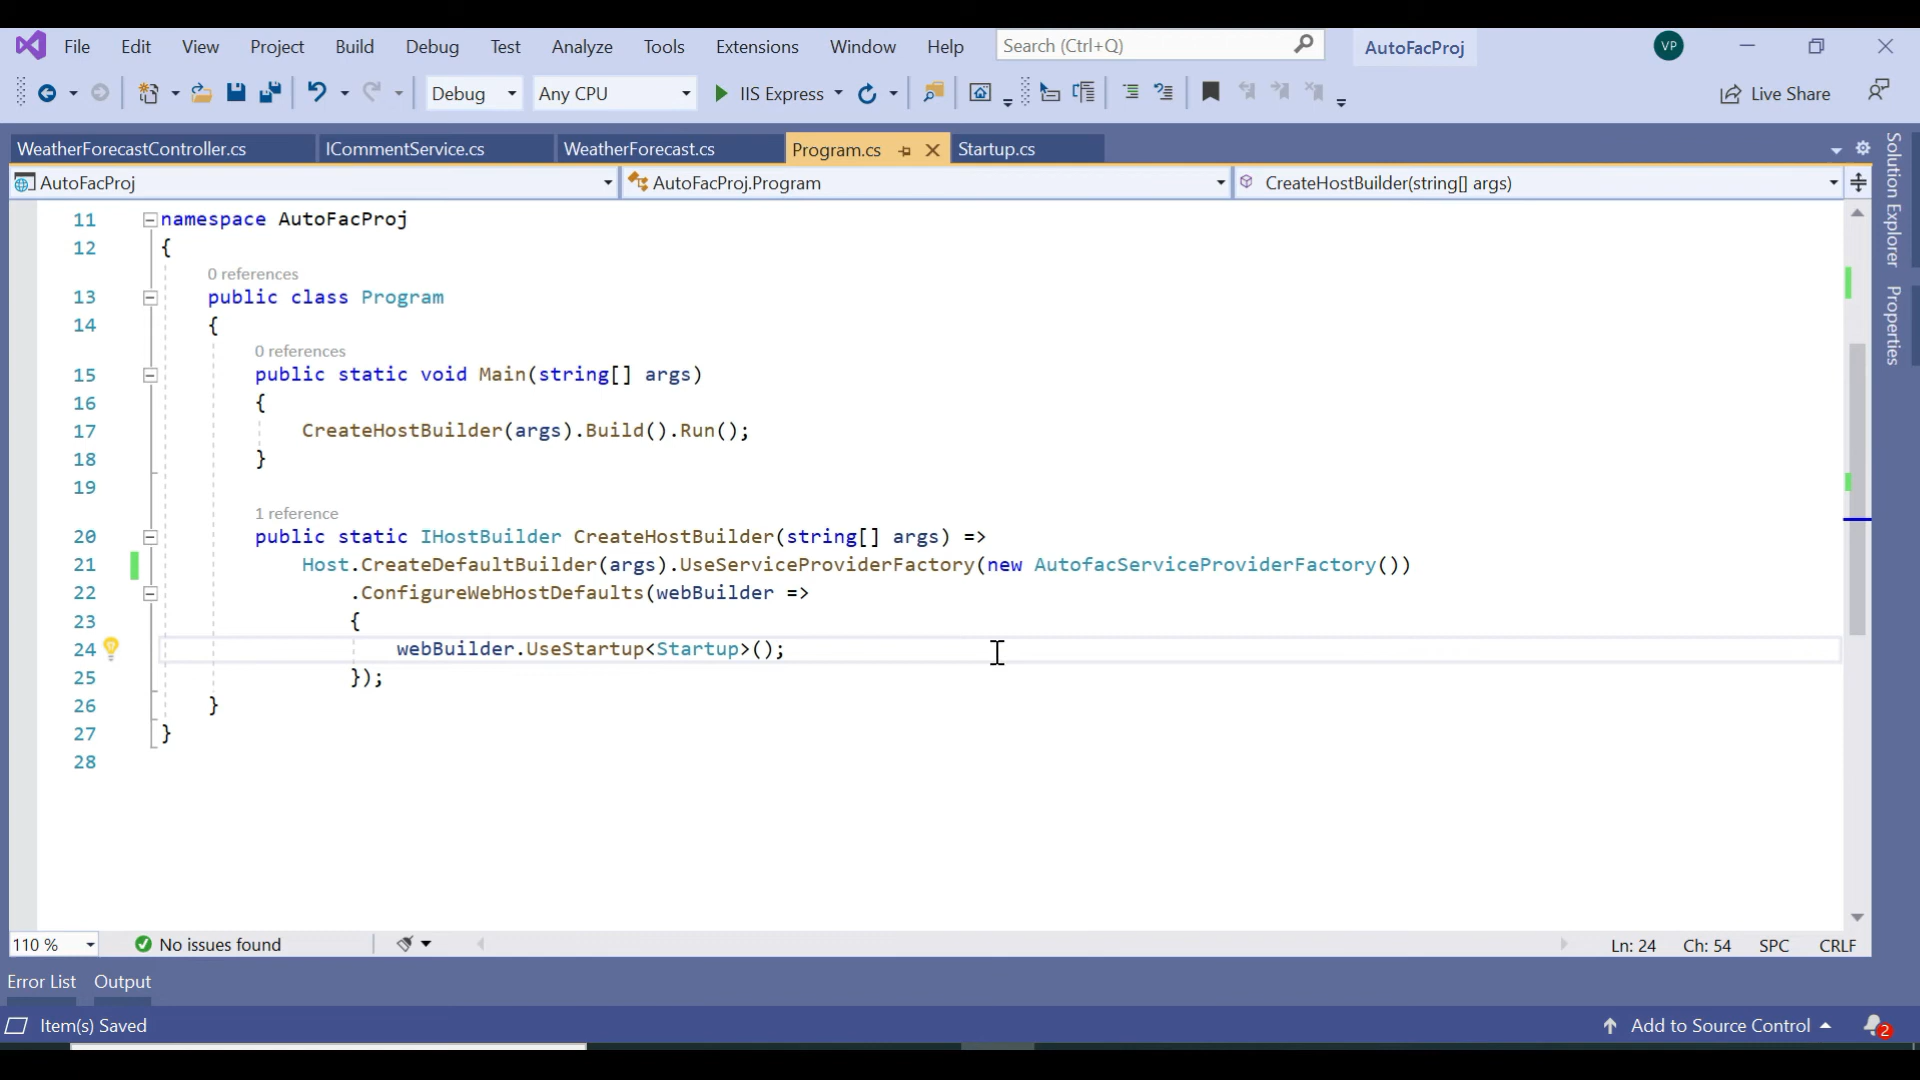 File Edit View Project Build Debug Test Analyze Tools Extensions Window Help Search (Ctrl+Q) AutoFacProj VP
Debug Any CPU IIS Express Live Share
WeatherForecastController.cs ICommentService.cs WeatherForecast.cs Program.cs Startup.cs
AutoFacProj AutoFacProj.Program CreateHostBuilder(string[] args)
11 namespace AutoFacProj
12 {
0 references
13 public class Program
14 {
0 references
15 public static void Main(string[] args)
16 {
17 CreateHostBuilder(args).Build().Run();
18 }
19
1 reference
20 public static IHostBuilder CreateHostBuilder(string[] args) =>
21 Host.CreateDefaultBuilder(args).UseServiceProviderFactory(new AutofacServiceProviderFactory())
22 .ConfigureWebHostDefaults(webBuilder =>
23 {
24 webBuilder.UseStartup<Startup>();
25 });
26 }
27 }
28
Solution Explorer
Properties
110 % No issues found Ln: 24 Ch: 54 SPC CRLF
Error List Output
Item(s) Saved Add to Source Control 2